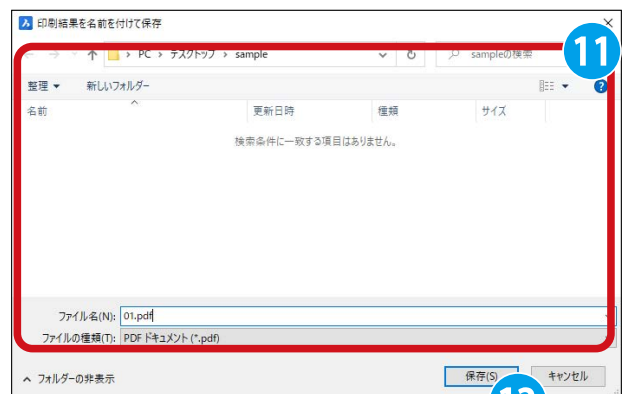 印刷結果を名前を付けて保存
PC › デスクトップ › sample
sampleの検索
11
整理 新しいフォルダー
名前 更新日時 種類 サイズ
検索条件に一致する項目はありません。
ファイル名(N): 01.pdf
ファイルの種類(T): PDF ドキュメント (*.pdf)
フォルダーの非表示
保存(S) キャンセル